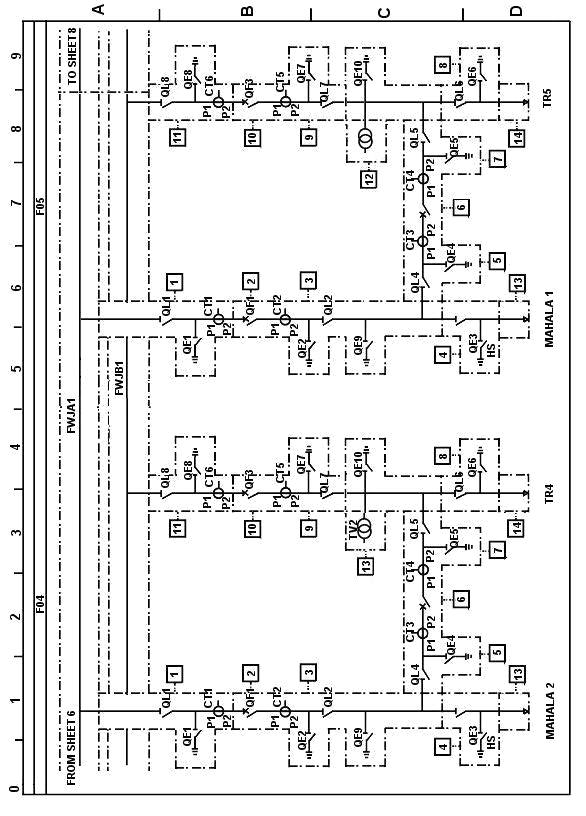 0
1
2
3
4
5
6
7
8
9
F04
F05
A
B
C
D
FROM SHEET 6
FWJA1
TO SHEET 8
FWJB1
QL1
QE1
1
CT1
P1
P2
QF1
2
CT2
P1
P2
QE2
3
QL2
QE9
QL4
4
QE3
HS
13
MAHALA 2
QE4
5
CT3
P1
P2
6
CT4
P2
P1
QL5
QE5
7
QL8
QE8
11
CT6
P1
P2
QF3
10
CT5
P1
P2
QE7
9
QL7
QE10
TV2
13
8
QL6
QE6
14
TR4
QL1
QE1
1
CT1
P1
P2
QF1
2
CT2
P1
P2
QE2
3
QL2
QE9
QL4
4
QE3
HS
13
MAHALA 1
QE4
5
CT3
P1
P2
6
CT4
P2
P1
QL5
QE5
7
QL8
QE8
11
CT6
P1
P2
QF3
10
CT5
P1
P2
QE7
9
QL7
QE10
12
8
QL6
QE6
14
TR5